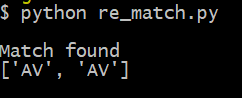 $ python re_match.py
Match found
['AV', 'AV']